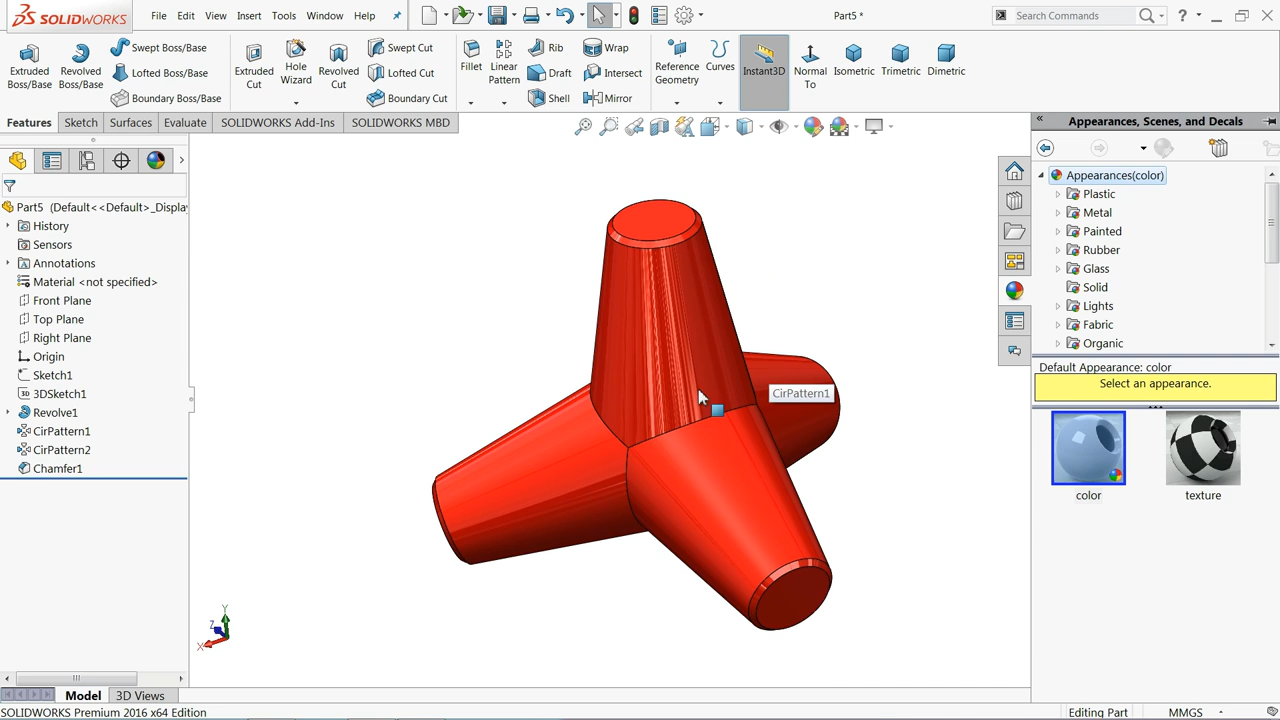 SOLIDWORKS File Edit View Insert Tools Window Help Part5 * Search Commands ?
Extruded Boss/Base
Revolved Boss/Base
Swept Boss/Base
Lofted Boss/Base
Boundary Boss/Base
Extruded Cut
Hole Wizard
Revolved Cut
Swept Cut
Lofted Cut
Boundary Cut
Fillet
Linear Pattern
Rib
Draft
Shell
Wrap
Intersect
Mirror
Reference Geometry
Curves
Instant3D
Normal To
Isometric
Trimetric
Dimetric
Features Sketch Surfaces Evaluate SOLIDWORKS Add-Ins SOLIDWORKS MBD
Part5 (Default<<Default>_Displa
History
Sensors
Annotations
Material <not specified>
Front Plane
Top Plane
Right Plane
Origin
Sketch1
3D 3DSketch1
Revolve1
CirPattern1
CirPattern2
Chamfer1
CirPattern1
Y
Z
X
Appearances, Scenes, and Decals
Appearances(color)
Plastic
Metal
Painted
Rubber
Glass
Solid
Lights
Fabric
Organic
Default Appearance: color
Select an appearance.
color
texture
Model 3D Views
SOLIDWORKS Premium 2016 x64 Edition Editing Part MMGS